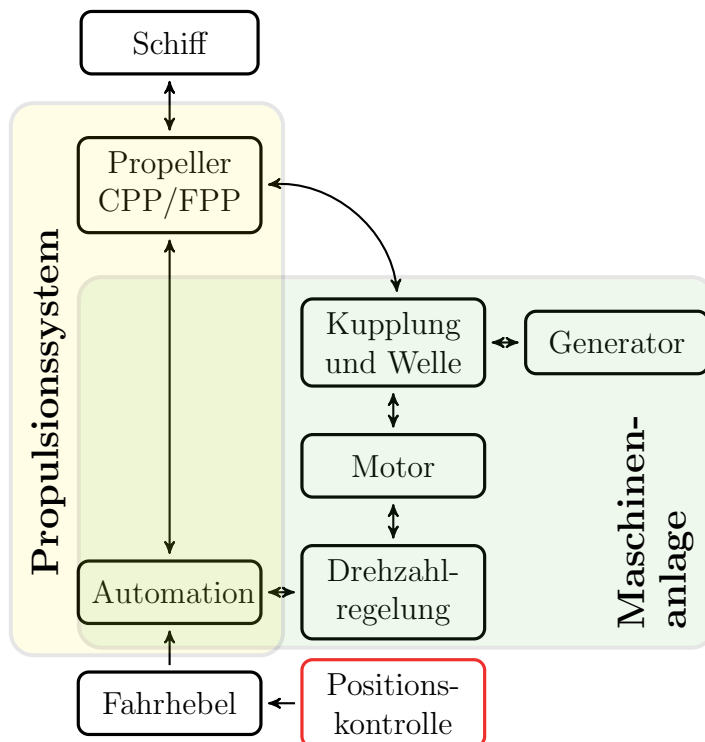 Schiff
Propeller
CPP/FPP
Propulsionssystem
Kupplung
und Welle
Generator
Motor
Maschinen-
anlage
Automation
Drehzahl-
regelung
Fahrhebel
Positions-
kontrolle